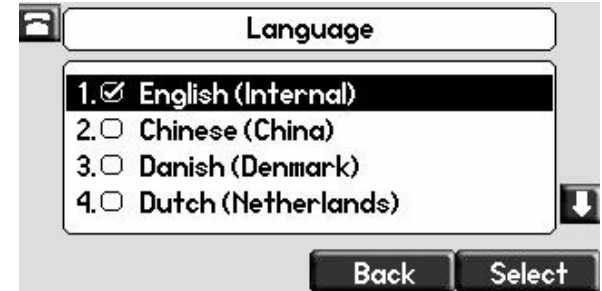 Language
1. English (Internal)
2. Chinese (China)
3. Danish (Denmark)
4. Dutch (Netherlands)
Back Select